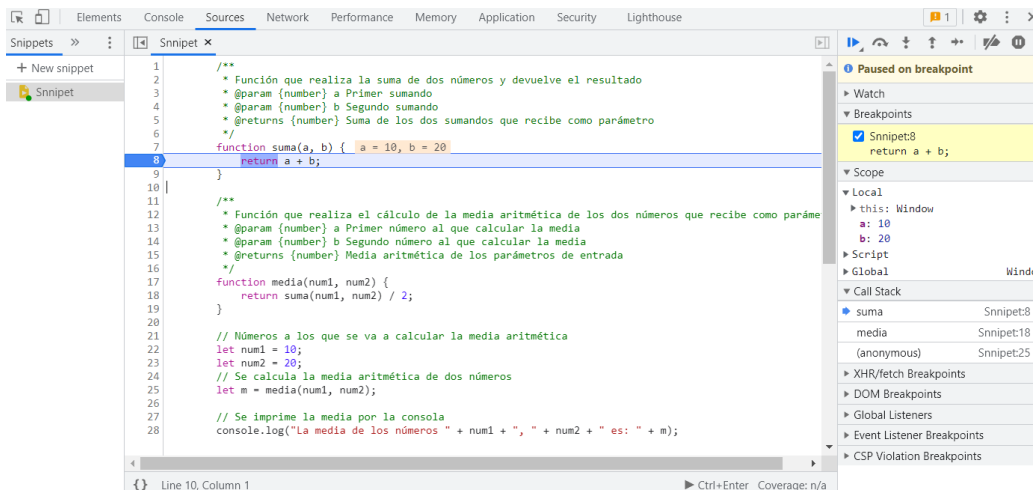 Elements Console Sources Network Performance Memory Application Security Lighthouse 1
Snippets » Snnipet ×
+ New snippet
Snnipet
1 /**
2 * Función que realiza la suma de dos números y devuelve el resultado
3 * @param {number} a Primer sumando
4 * @param {number} b Segundo sumando
5 * @returns {number} Suma de los dos sumandos que recibe como parámetro
6 */
7 function suma(a, b) { a = 10, b = 20
8 return a + b;
9 }
10
11 /**
12 * Función que realiza el cálculo de la media aritmética de los dos números que recibe como paráme
13 * @param {number} a Primer número al que calcular la media
14 * @param {number} b Segundo número al que calcular la media
15 * @returns {number} Media aritmética de los parámetros de entrada
16 */
17 function media(num1, num2) {
18 return suma(num1, num2) / 2;
19 }
20
21 // Números a los que se va a calcular la media aritmética
22 let num1 = 10;
23 let num2 = 20;
24 // Se calcula la media aritmética de dos números
25 let m = media(num1, num2);
26
27 // Se imprime la media por la consola
28 console.log("La media de los números " + num1 + ", " + num2 + " es: " + m);
{} Line 10, Column 1 Ctrl+Enter Coverage: n/a
Paused on breakpoint
Watch
Breakpoints
Snnipet:8
return a + b;
Scope
Local
this: Window
a: 10
b: 20
Script
Global Windo
Call Stack
suma Snnipet:8
media Snnipet:18
(anonymous) Snnipet:25
XHR/fetch Breakpoints
DOM Breakpoints
Global Listeners
Event Listener Breakpoints
CSP Violation Breakpoints